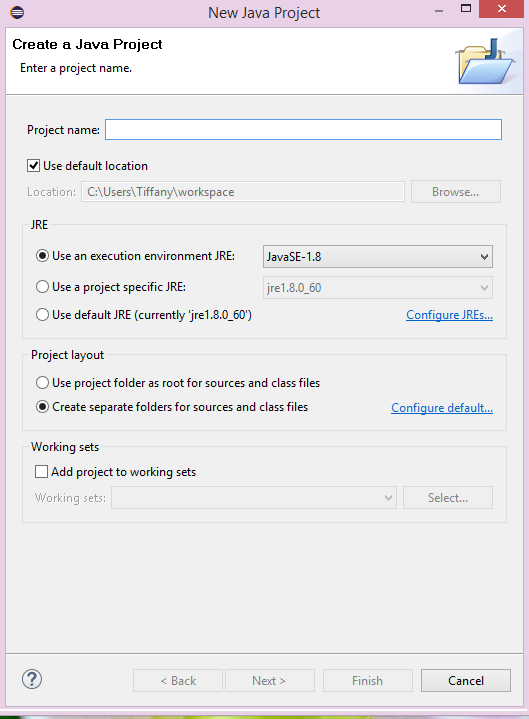 New Java Project
Create a Java Project
Enter a project name.
Project name:
Use default location
Location: C:\Users\Tiffany\workspace Browse...
JRE
Use an execution environment JRE: JavaSE-1.8
Use a project specific JRE: jre1.8.0_60
Use default JRE (currently 'jre1.8.0_60') Configure JREs...
Project layout
Use project folder as root for sources and class files
Create separate folders for sources and class files Configure default...
Working sets
Add project to working sets
Working sets: Select...
? < Back Next > Finish Cancel